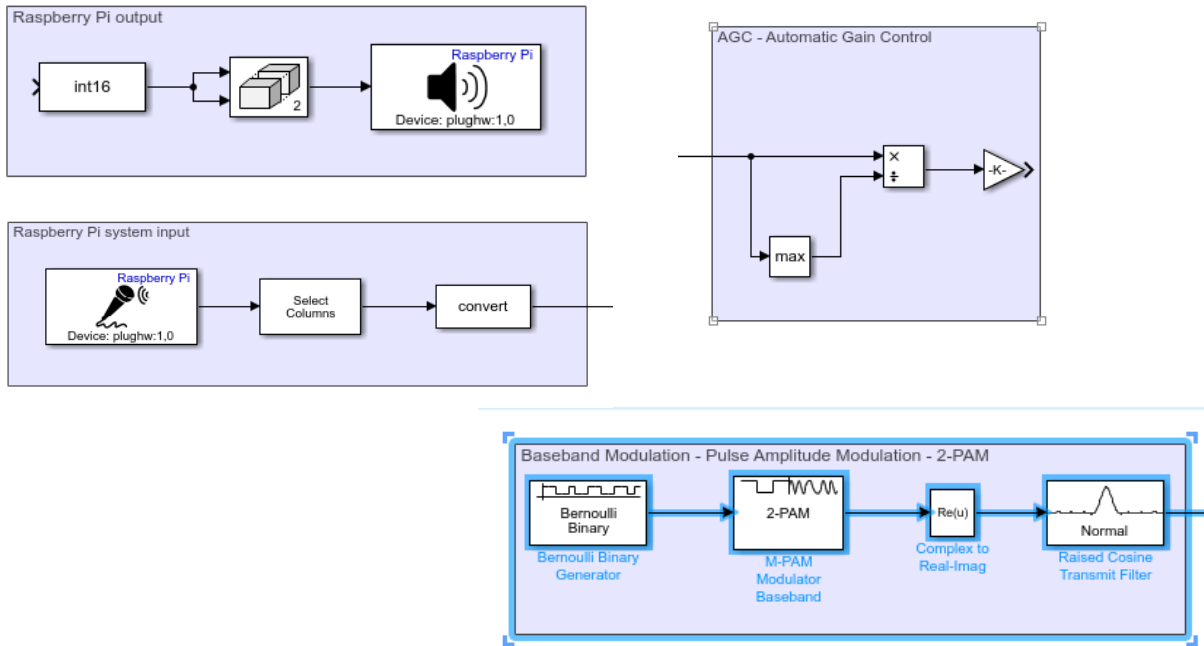 Raspberry Pi output
int16
2
Raspberry Pi
Device: plughw:1,0
AGC - Automatic Gain Control
×
÷
max
-K-
Raspberry Pi system input
Raspberry Pi
Device: plughw:1,0
Select
Columns
convert
Baseband Modulation - Pulse Amplitude Modulation - 2-PAM
Bernoulli
Binary
Bernoulli Binary
Generator
2-PAM
M-PAM
Modulator
Baseband
Re(u)
Complex to
Real-Imag
Normal
Raised Cosine
Transmit Filter